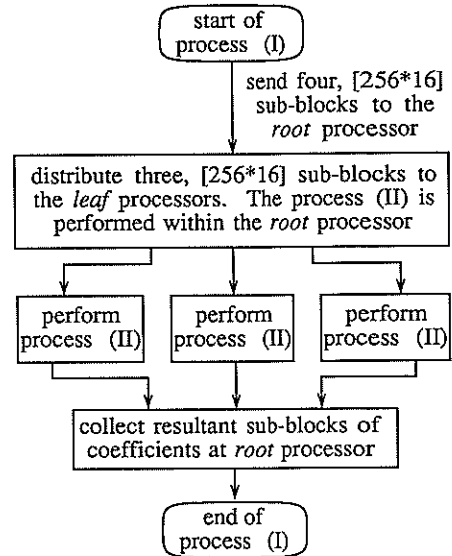 start of
process (I)
send four, [256*16]
sub-blocks to the
root processor
distribute three, [256*16] sub-blocks to
the leaf processors. The process (II) is
performed within the root processor
perform
process (II)
perform
process (II)
perform
process (II)
collect resultant sub-blocks of
coefficients at root processor
end of
process (I)